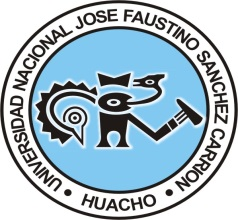 UNIVERSIDAD NACIONAL JOSE FAUSTINO SANCHEZ CARRION
• HUACHO •